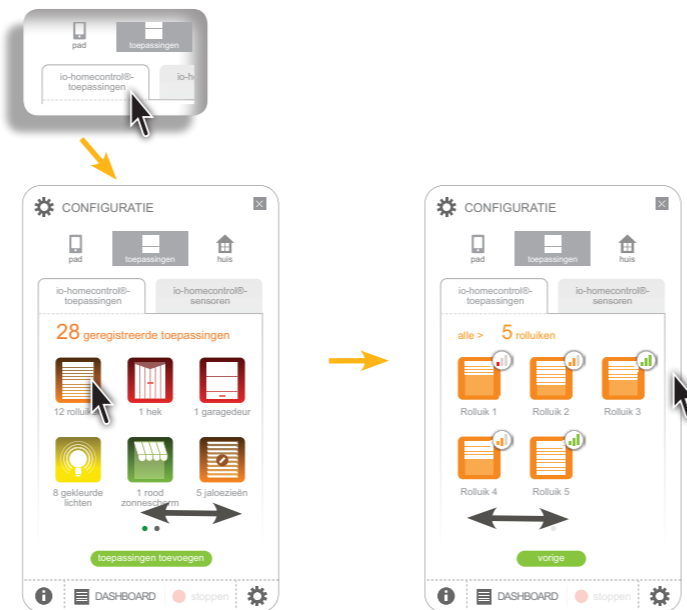 pad
toepassingen
io-homecontrol®-
toepassingen
CONFIGURATIE
pad
toepassingen
huis
io-homecontrol®-
toepassingen
io-homecontrol®-
sensoren
28 geregistreerde toepassingen
1 hek
1 garagedeur
8 gekleurde
lichten
1 rood
zonnescherm
5 jaloezieën
toepassingen toevoegen
DASHBOARD
stoppen
CONFIGURATIE
pad
toepassingen
huis
io-homecontrol®-
toepassingen
io-homecontrol®-
sensoren
alle > 5 rolluiken
Rolluik 1
Rolluik 2
Rolluik 3
Rolluik 4
Rolluik 5
vorige
DASHBOARD
stoppen